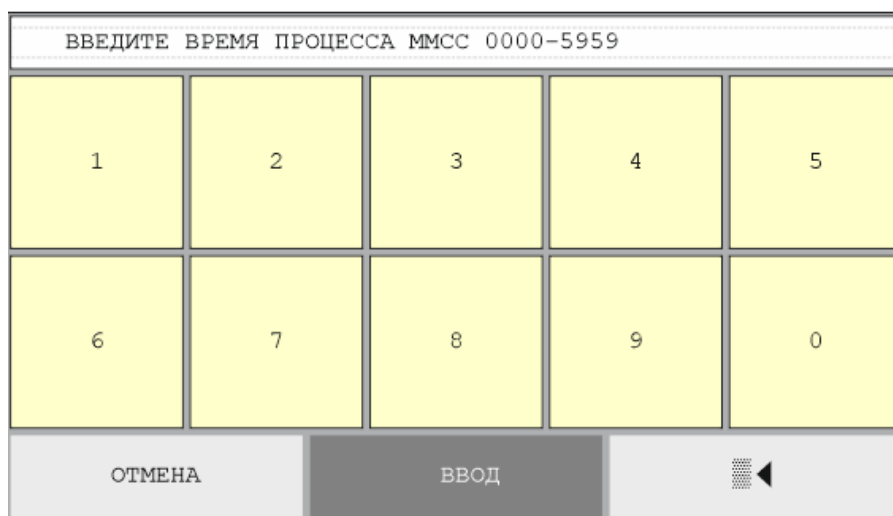 ВВЕДИТЕ ВРЕМЯ ПРОЦЕССА ММСС 0000-5959
1 2 3 4 5
6 7 8 9 0
ОТМЕНА ВВОД